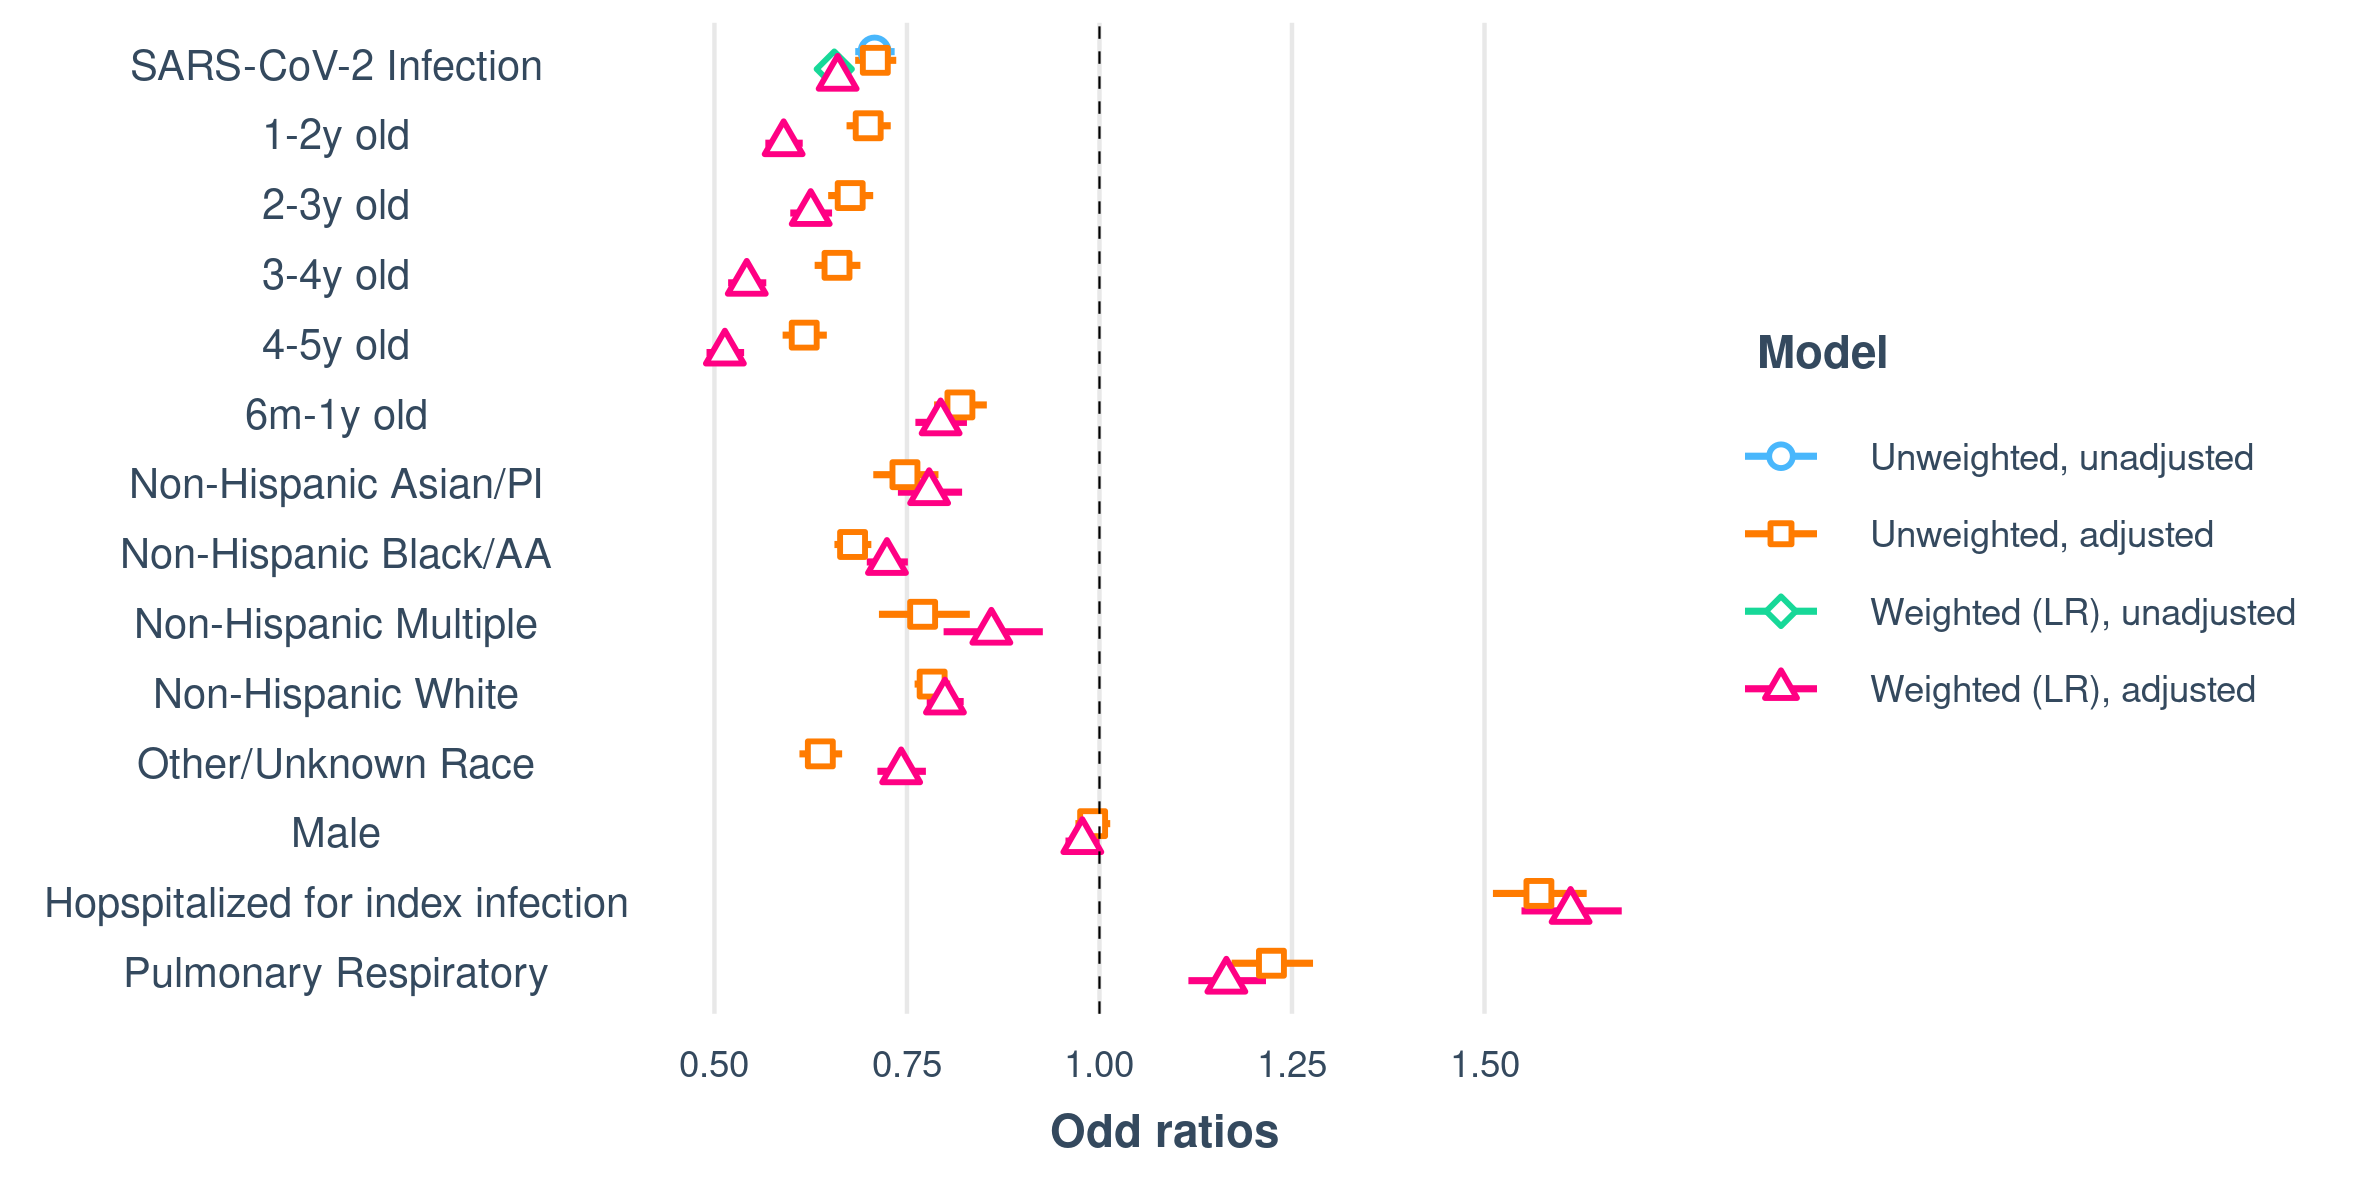 SARS-CoV-2 Infection
1-2y old
2-3y old
3-4y old
4-5y old
6m-1y old
Non-Hispanic Asian/PI
Non-Hispanic Black/AA
Non-Hispanic Multiple
Non-Hispanic White
Other/Unknown Race
Male
Hopspitalized for index infection
Pulmonary Respiratory
0.50 0.75 1.00 1.25 1.50
Odd ratios
Model
Unweighted, unadjusted
Unweighted, adjusted
Weighted (LR), unadjusted
Weighted (LR), adjusted